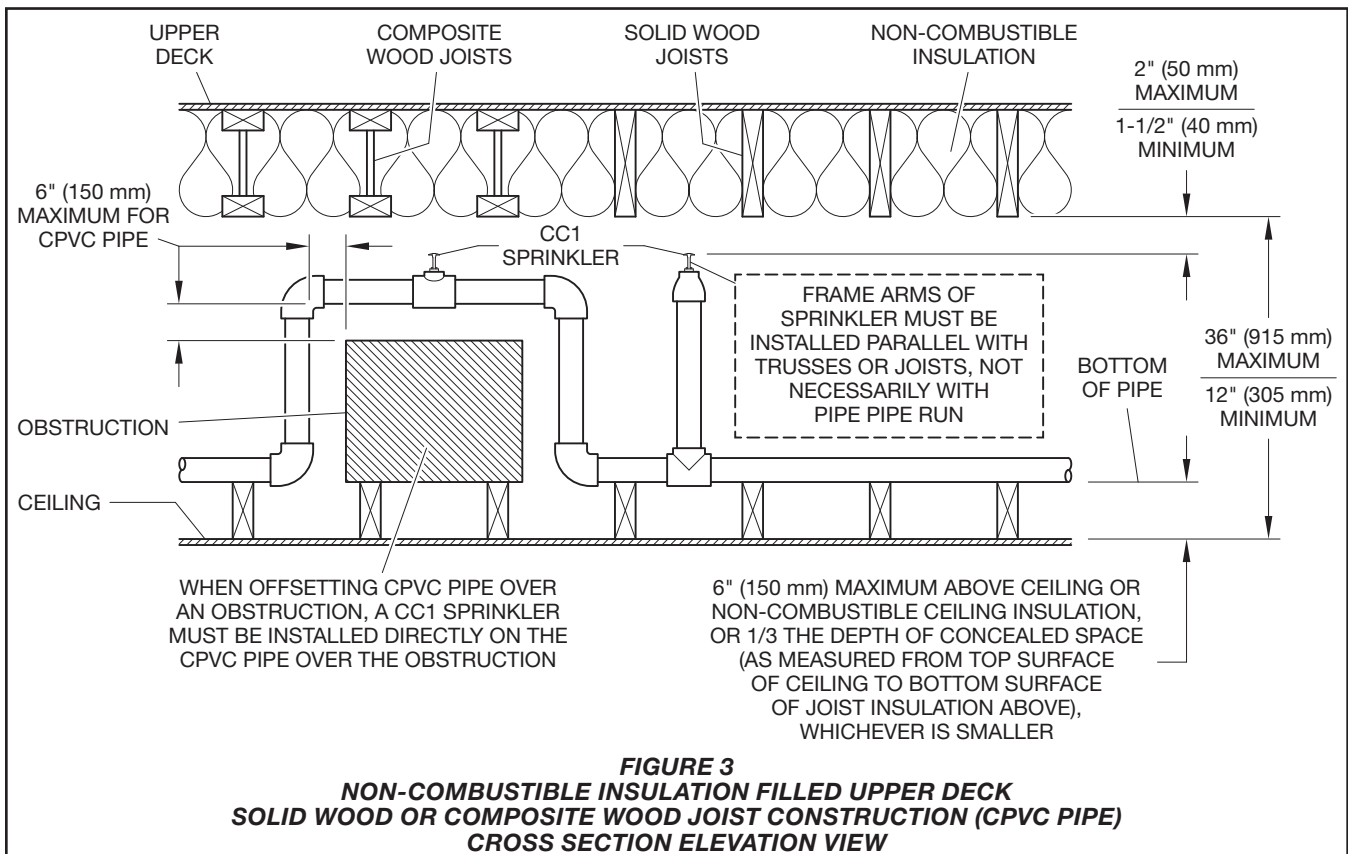 UPPER
DECK
COMPOSITE
WOOD JOISTS
SOLID WOOD
JOISTS
NON-COMBUSTIBLE
INSULATION
2" (50 mm)
MAXIMUM
1-1/2" (40 mm)
MINIMUM
6" (150 mm)
MAXIMUM FOR
CPVC PIPE
CC1
SPRINKLER
FRAME ARMS OF
SPRINKLER MUST BE
INSTALLED PARALLEL WITH
TRUSSES OR JOISTS, NOT
NECESSARILY WITH
PIPE PIPE RUN
BOTTOM
OF PIPE
36" (915 mm)
MAXIMUM
12" (305 mm)
MINIMUM
OBSTRUCTION
CEILING
WHEN OFFSETTING CPVC PIPE OVER
AN OBSTRUCTION, A CC1 SPRINKLER
MUST BE INSTALLED DIRECTLY ON THE
CPVC PIPE OVER THE OBSTRUCTION
6" (150 mm) MAXIMUM ABOVE CEILING OR
NON-COMBUSTIBLE CEILING INSULATION,
OR 1/3 THE DEPTH OF CONCEALED SPACE
(AS MEASURED FROM TOP SURFACE
OF CEILING TO BOTTOM SURFACE
OF JOIST INSULATION ABOVE),
WHICHEVER IS SMALLER
FIGURE 3
NON-COMBUSTIBLE INSULATION FILLED UPPER DECK
SOLID WOOD OR COMPOSITE WOOD JOIST CONSTRUCTION (CPVC PIPE)
CROSS SECTION ELEVATION VIEW